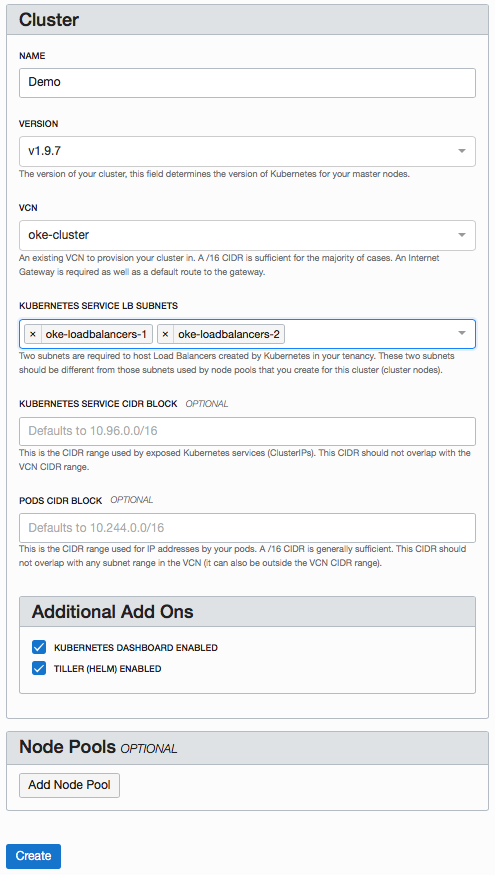 Cluster
NAME
Demo
VERSION
v1.9.7
The version of your cluster, this field determines the version of Kubernetes for your master nodes.
VCN
oke-cluster
An existing VCN to provision your cluster in. A /16 CIDR is sufficient for the majority of cases. An Internet
Gateway is required as well as a default route to the gateway.
KUBERNETES SERVICE LB SUBNETS
× oke-loadbalancers-1 × oke-loadbalancers-2
Two subnets are required to host Load Balancers created by Kubernetes in your tenancy. These two subnets
should be different from those subnets used by node pools that you create for this cluster (cluster nodes).
KUBERNETES SERVICE CIDR BLOCK OPTIONAL
Defaults to 10.96.0.0/16
This is the CIDR range used by exposed Kubernetes services (ClusterIPs). This CIDR should not overlap with the
VCN CIDR range.
PODS CIDR BLOCK OPTIONAL
Defaults to 10.244.0.0/16
This is the CIDR range used for IP addresses by your pods. A /16 CIDR is generally sufficient. This CIDR should
not overlap with any subnet range in the VCN (it can also be outside the VCN CIDR range).
Additional Add Ons
KUBERNETES DASHBOARD ENABLED
TILLER (HELM) ENABLED
Node Pools OPTIONAL
Add Node Pool
Create